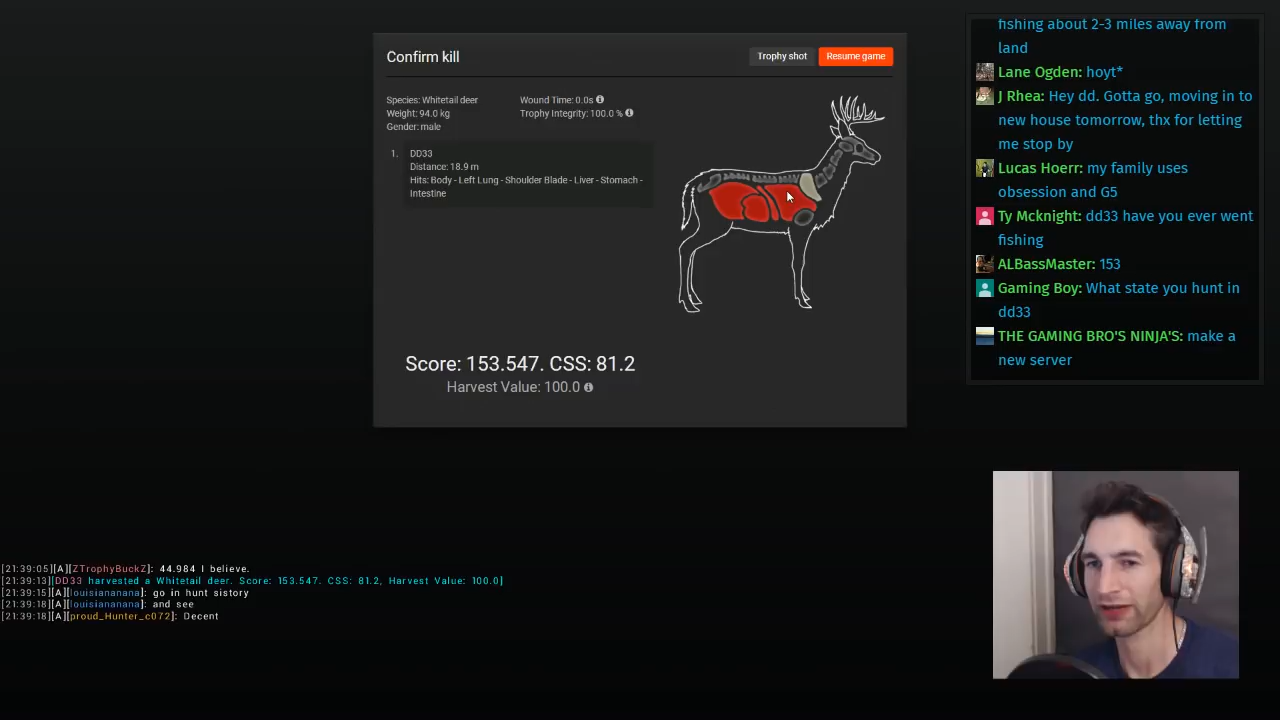 Confirm kill
Trophy shot
Resume game
Species: Whitetail deer
Weight: 94.0 kg
Gender: male
Wound Time: 0.0s
Trophy Integrity: 100.0 %
1.
DD33
Distance: 18.9 m
Hits: Body - Left Lung - Shoulder Blade - Liver - Stomach -
Intestine
Score: 153.547. CSS: 81.2
Harvest Value: 100.0
fishing about 2-3 miles away from
land
Lane Ogden: hoyt*
J Rhea: Hey dd. Gotta go, moving in to
new house tomorrow, thx for letting
me stop by
Lucas Hoerr: my family uses
obsession and G5
Ty Mcknight: dd33 have you ever went
fishing
ALBassMaster: 153
Gaming Boy: What state you hunt in
dd33
THE GAMING BRO'S NINJA'S: make a
new server
[21:39:05][A][ZTrophyBuckZ]: 44.984 I believe.
[21:39:13][DD33 harvested a Whitetail deer. Score: 153.547. CSS: 81.2, Harvest Value: 100.0]
[21:39:15][A][louisiananana]: go in hunt sistory
[21:39:18][A][louisiananana]: and see
[21:39:18][A][proud_Hunter_c072]: Decent